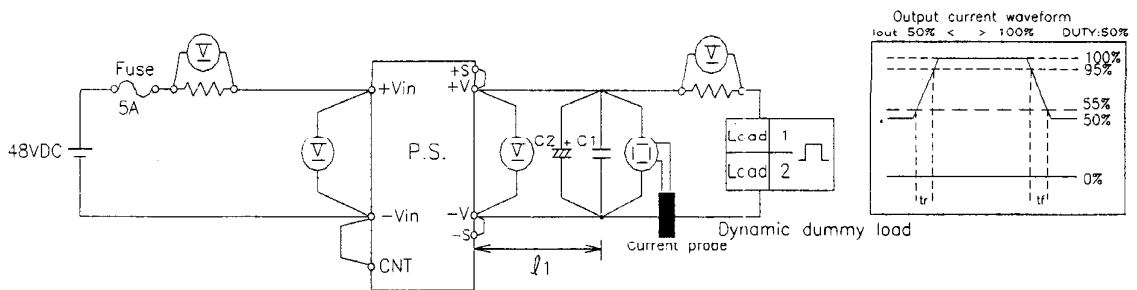 Output current waveform
Iout 50% < > 100% DUTY:50%
100%
95%
55%
50%
0%
tr
tf
Fuse
5A
V
48VDC
V
+Vin
-Vin
CNT
P.S.
+S
+V
-V
-S
V
C2
+
C1
V
Load 1
Load 2
Current probe
Dynamic dummy load
ℓ1